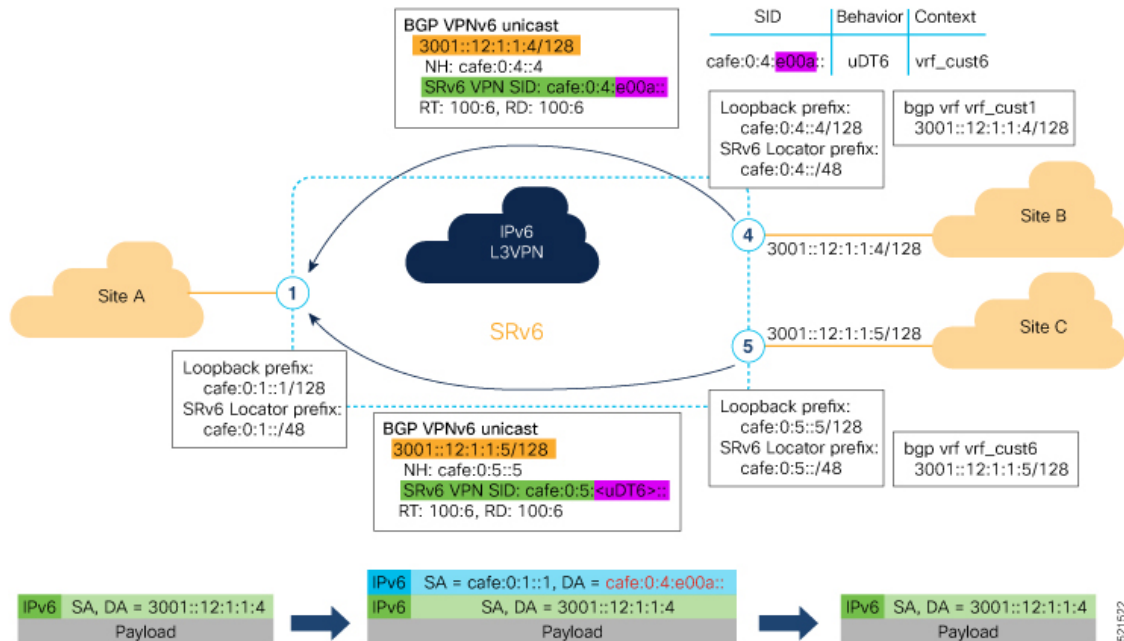 BGP VPNv6 unicast
3001::12:1:1:4/128
NH: cafe:0:4::4
SRv6 VPN SID: cafe:0:4:e00a::
RT: 100:6, RD: 100:6
SID Behavior Context
cafe:0:4:e00a:: uDT6 vrf_cust6
Loopback prefix:
cafe:0:4::4/128
SRv6 Locator prefix:
cafe:0:4::/48
bgp vrf vrf_cust1
3001::12:1:1:4/128
IPv6
L3VPN
Site A
1
4
3001::12:1:1:4/128
Site B
SRv6
5
3001::12:1:1:5/128
Site C
Loopback prefix:
cafe:0:1::1/128
SRv6 Locator prefix:
cafe:0:1::/48
BGP VPNv6 unicast
3001::12:1:1:5/128
NH: cafe:0:5::5
SRv6 VPN SID: cafe:0:5:<uDT6>::
RT: 100:6, RD: 100:6
Loopback prefix:
cafe:0:5::5/128
SRv6 Locator prefix:
cafe:0:5::/48
bgp vrf vrf_cust6
3001::12:1:1:5/128
IPv6 SA, DA = 3001::12:1:1:4
Payload
IPv6 SA = cafe:0:1::1, DA = cafe:0:4:e00a::
IPv6 SA, DA = 3001::12:1:1:4
Payload
IPv6 SA, DA = 3001::12:1:1:4
Payload
521522